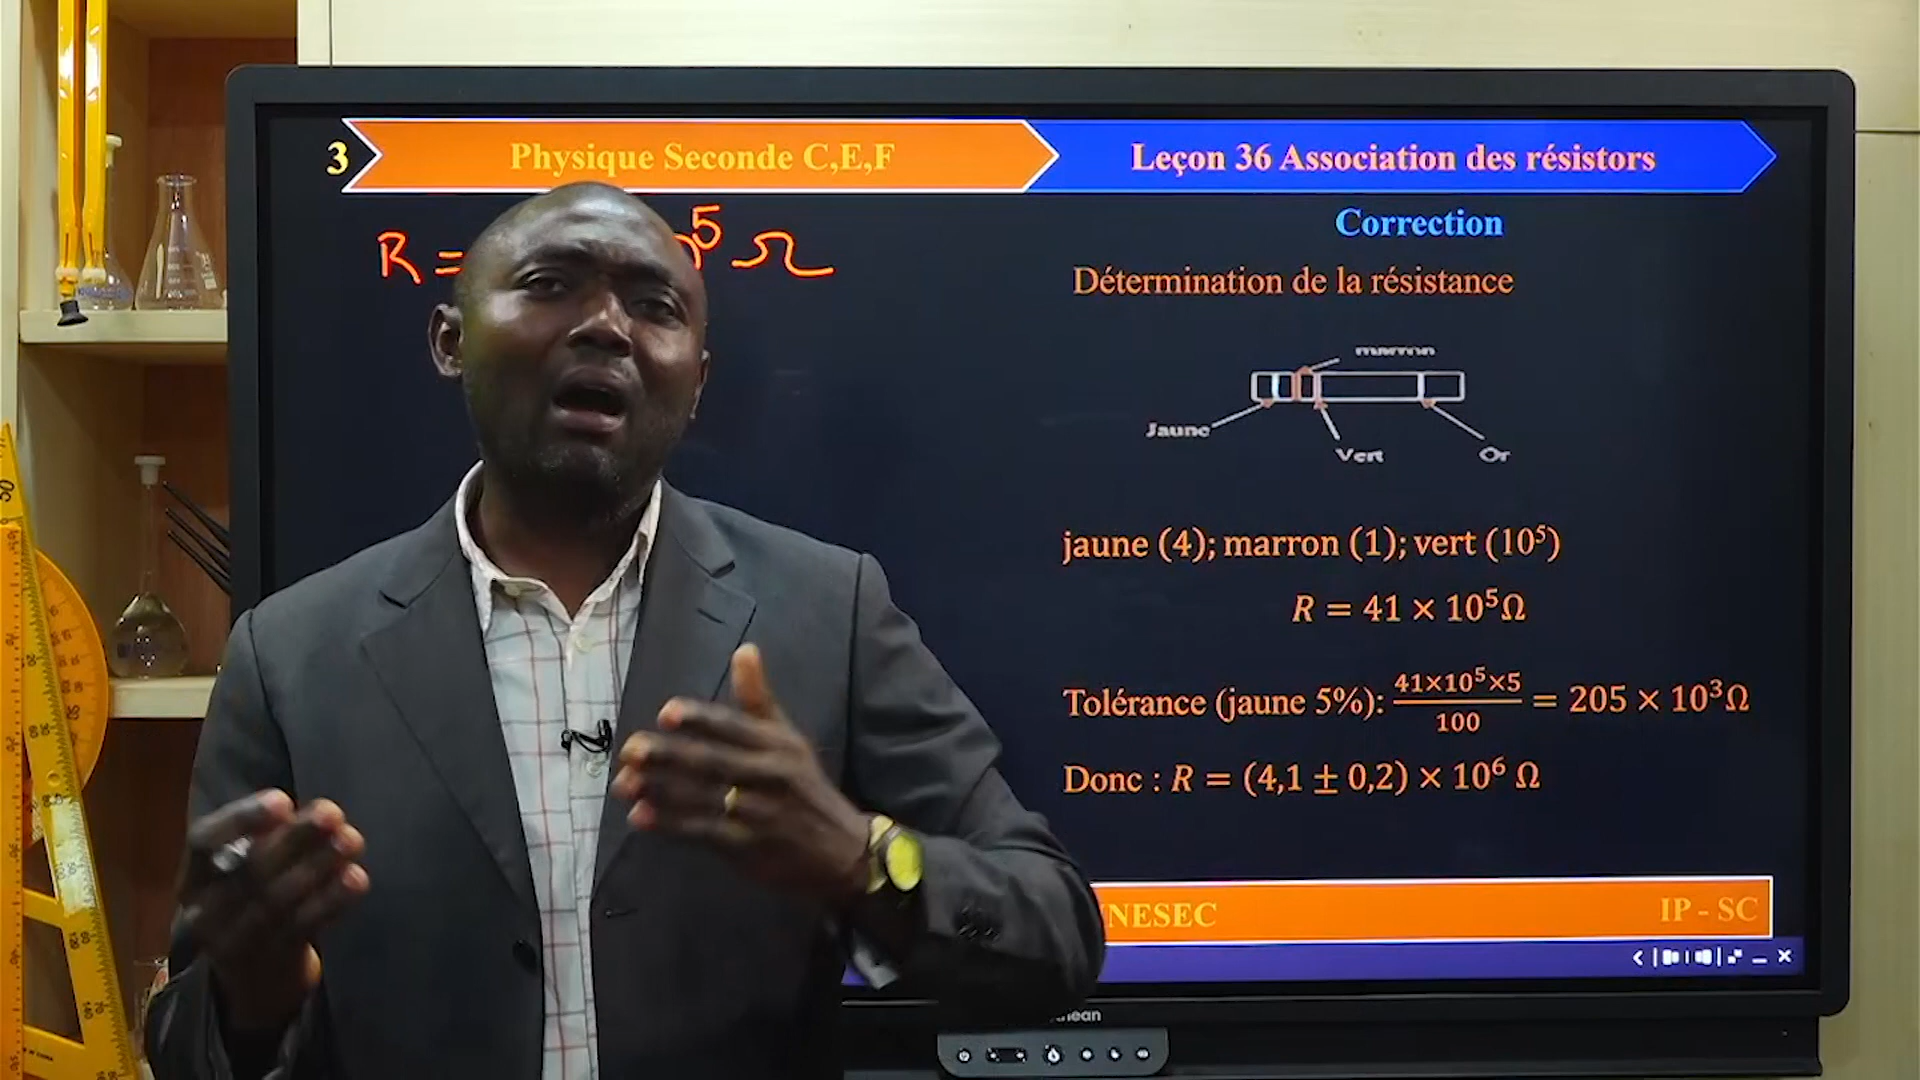 3
Physique Seconde C,E,F
Leçon 36 Association des résistors
R =
5 Ω
Correction
Détermination de la résistance
marron
Jaune
Vert
Or
jaune (4); marron (1); vert (10⁵)
R = 41 × 10⁵Ω
Tolérance (jaune 5%): 41×10⁵×5 / 100 = 205 × 10³Ω
Donc : R = (4,1 ± 0,2) × 10⁶ Ω
NESEC
IP - SC
50